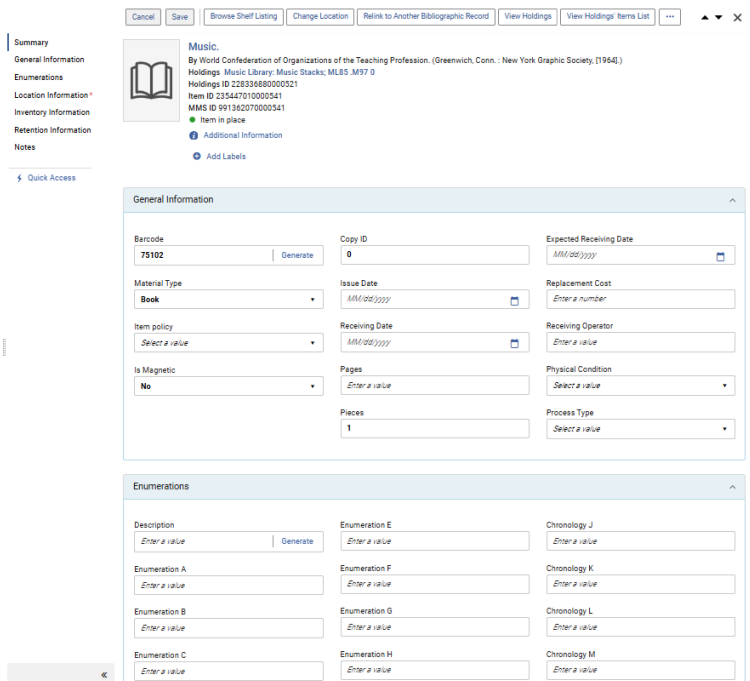 Cancel Save Browse Shelf Listing Change Location Relink to Another Bibliographic Record View Holdings View Holdings' Items List ...
Summary
General Information
Enumerations
Location Information*
Inventory Information
Retention Information
Notes
Quick Access
Music.
By World Confederation of Organizations of the Teaching Profession. (Greenwich, Conn. : New York Graphic Society, [1964].)
Holdings Music Library: Music Stacks; ML85 .M97 0
Holdings ID 228336880000521
Item ID 235447010000541
MMS ID 991362070000541
Item in place
Additional Information
Add Labels
General Information
Barcode Copy ID Expected Receiving Date
75102 Generate 0 MM/dd/yyyy
Material Type Issue Date Replacement Cost
Book MM/dd/yyyy Enter a number
Item policy Receiving Date Receiving Operator
Select a value MM/dd/yyyy Enter a value
Is Magnetic Pages Physical Condition
No Enter a value Select a value
Pieces Process Type
1 Select a value
Enumerations
Description Enumeration E Chronology J
Enter a value Generate Enter a value Enter a value
Enumeration A Enumeration F Chronology K
Enter a value Enter a value Enter a value
Enumeration B Enumeration G Chronology L
Enter a value Enter a value Enter a value
Enumeration C Enumeration H Chronology M
Enter a value Enter a value Enter a value